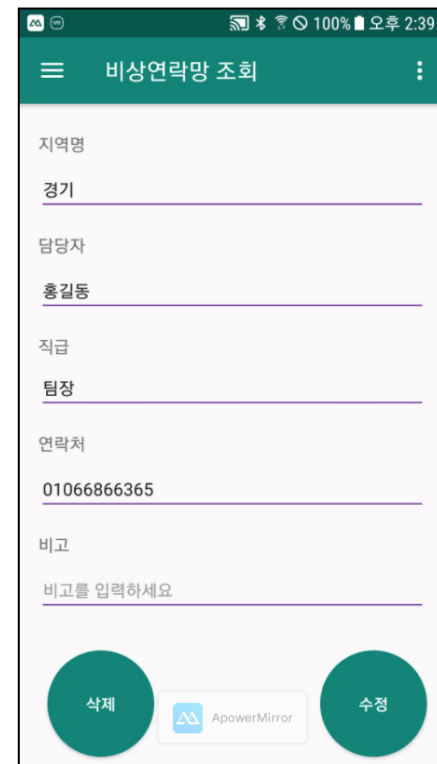 100% 오후 2:39
비상연락망 조회
지역명
경기
담당자
홍길동
직급
팀장
연락처
01066866365
비고
비고를 입력하세요
삭제
ApowerMirror
수정